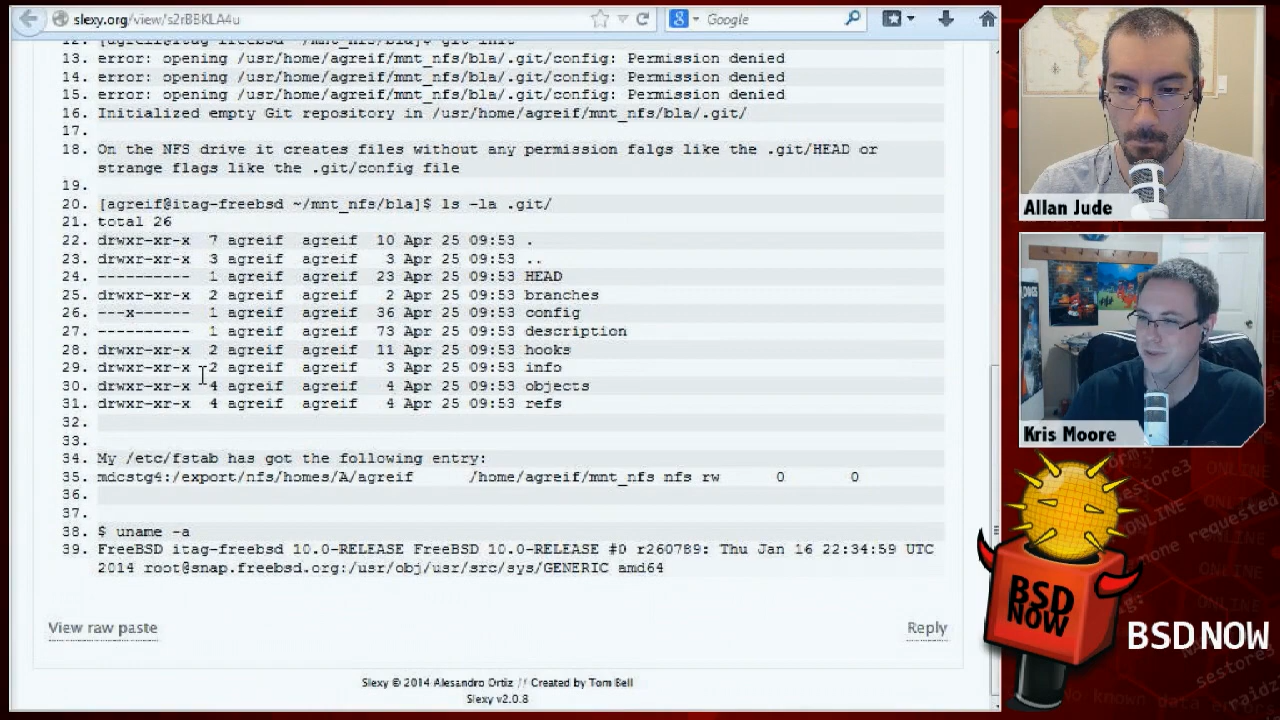 slexy.org/view/s2rBBKLA4u
Google
12. [agreif@itag-freebsd ~/mnt_nfs/bla]$ git init
13. error: opening /usr/home/agreif/mnt_nfs/bla/.git/config: Permission denied
14. error: opening /usr/home/agreif/mnt_nfs/bla/.git/config: Permission denied
15. error: opening /usr/home/agreif/mnt_nfs/bla/.git/config: Permission denied
16. Initialized empty Git repository in /usr/home/agreif/mnt_nfs/bla/.git/
17.
18. On the NFS drive it creates files without any permission falgs like the .git/HEAD or
strange flags like the .git/config file
19.
20. [agreif@itag-freebsd ~/mnt_nfs/bla]$ ls -la .git/
21. total 26
22. drwxr-xr-x 7 agreif agreif 10 Apr 25 09:53 .
23. drwxr-xr-x 3 agreif agreif 3 Apr 25 09:53 ..
24. ---------- 1 agreif agreif 23 Apr 25 09:53 HEAD
25. drwxr-xr-x 2 agreif agreif 2 Apr 25 09:53 branches
26. ---x------ 1 agreif agreif 36 Apr 25 09:53 config
27. ---------- 1 agreif agreif 73 Apr 25 09:53 description
28. drwxr-xr-x 2 agreif agreif 11 Apr 25 09:53 hooks
29. drwxr-xr-x 2 agreif agreif 3 Apr 25 09:53 info
30. drwxr-xr-x 4 agreif agreif 4 Apr 25 09:53 objects
31. drwxr-xr-x 4 agreif agreif 4 Apr 25 09:53 refs
32.
33.
34. My /etc/fstab has got the following entry:
35. mdcstg4:/export/nfs/homes/A/agreif /home/agreif/mnt_nfs nfs rw 0 0
36.
37.
38. $ uname -a
39. FreeBSD itag-freebsd 10.0-RELEASE FreeBSD 10.0-RELEASE #0 r260789: Thu Jan 16 22:34:59 UTC
2014 root@snap.freebsd.org:/usr/obj/usr/src/sys/GENERIC amd64
View raw paste
Reply
Slexy © 2014 Alesandro Ortiz // Created by Tom Bell
Slexy v2.0.8
Allan Jude
Kris Moore
BSD
NOW
BSD NOW